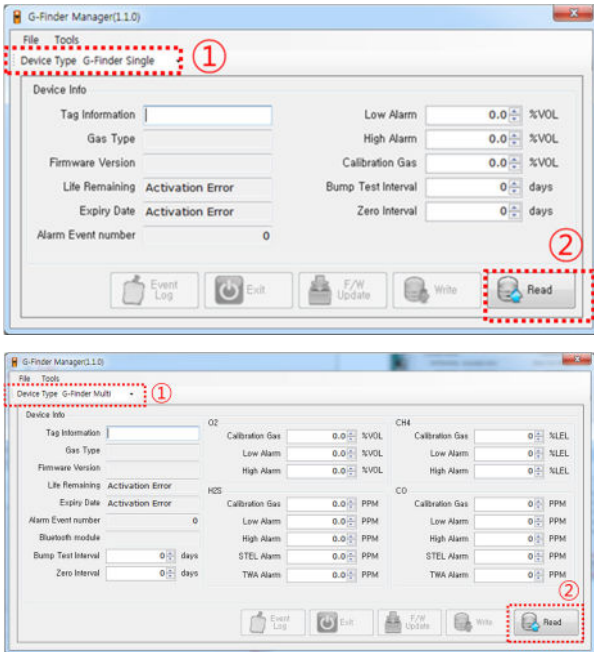 G-Finder Manager(1.1.0)
File Tools
Device Type G-Finder Single
①
Device Info
Tag Information
Low Alarm 0.0 %VOL
Gas Type
High Alarm 0.0 %VOL
Firmware Version
Calibration Gas 0.0 %VOL
Life Remaining Activation Error
Bump Test Interval 0 days
Expiry Date Activation Error
Zero Interval 0 days
Alarm Event number 0
②
Event Log
Exit
F/W Update
Write
Read
G-Finder Manager(1.1.0)
File Tools
Device Type G-Finder Multi
①
Device Info
Tag Information
Gas Type
Firmware Version
Life Remaining Activation Error
Expiry Date Activation Error
Alarm Event number 0
Bluetooth module
Bump Test Interval 0 days
Zero Interval 0 days
O2
Calibration Gas 0.0 %VOL
Low Alarm 0.0 %VOL
High Alarm 0.0 %VOL
H2S
Calibration Gas 0.0 PPM
Low Alarm 0.0 PPM
High Alarm 0.0 PPM
STEL Alarm 0.0 PPM
TWA Alarm 0.0 PPM
CH4
Calibration Gas 0 %LEL
Low Alarm 0 %LEL
High Alarm 0 %LEL
CO
Calibration Gas 0 PPM
Low Alarm 0 PPM
High Alarm 0 PPM
STEL Alarm 0 PPM
TWA Alarm 0 PPM
②
Event Log
Exit
F/W Update
Write
Read